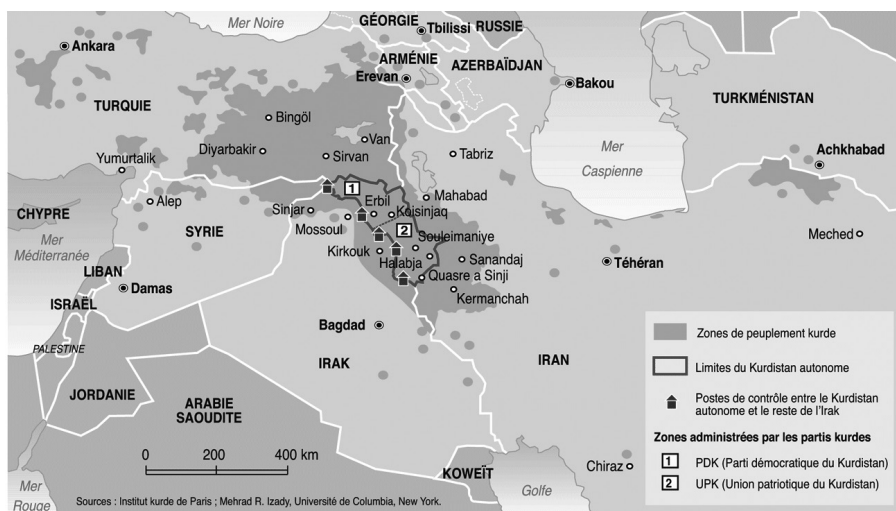 Mer Noire
GÉORGIE
Tbilissi
RUSSIE
Ankara
ARMÉNIE
Erevan
AZERBAÏDJAN
Bakou
TURKMÉNISTAN
TURQUIE
Bingöl
Van
Diyarbakir
Sirvan
Tabriz
Mer
Caspienne
Achkhabad
Yumurtalik
Alep
CHYPRE
Mer
Méditerranée
SYRIE
Sinjar
Mossoul
1
Erbil
Koisinjaq
Mahabad
2
Souleimaniye
Kirkouk
Halabja
Sanandaj
Quasre a Sinji
Kermanchah
Téhéran
Meched
LIBAN
Damas
ISRAËL
PALESTINE
Bagdad
IRAK
IRAN
JORDANIE
ARABIE
SAOUDITE
KOWEÏT
Chiraz
Golfe
Mer
Rouge
0 200 400 km
Sources : Institut kurde de Paris ; Mehrad R. Izady, Université de Columbia, New York.
Zones de peuplement kurde
Limites du Kurdistan autonome
Postes de contrôle entre le Kurdistan
autonome et le reste de l'Irak
Zones administrées par les partis kurdes
1 PDK (Parti démocratique du Kurdistan)
2 UPK (Union patriotique du Kurdistan)